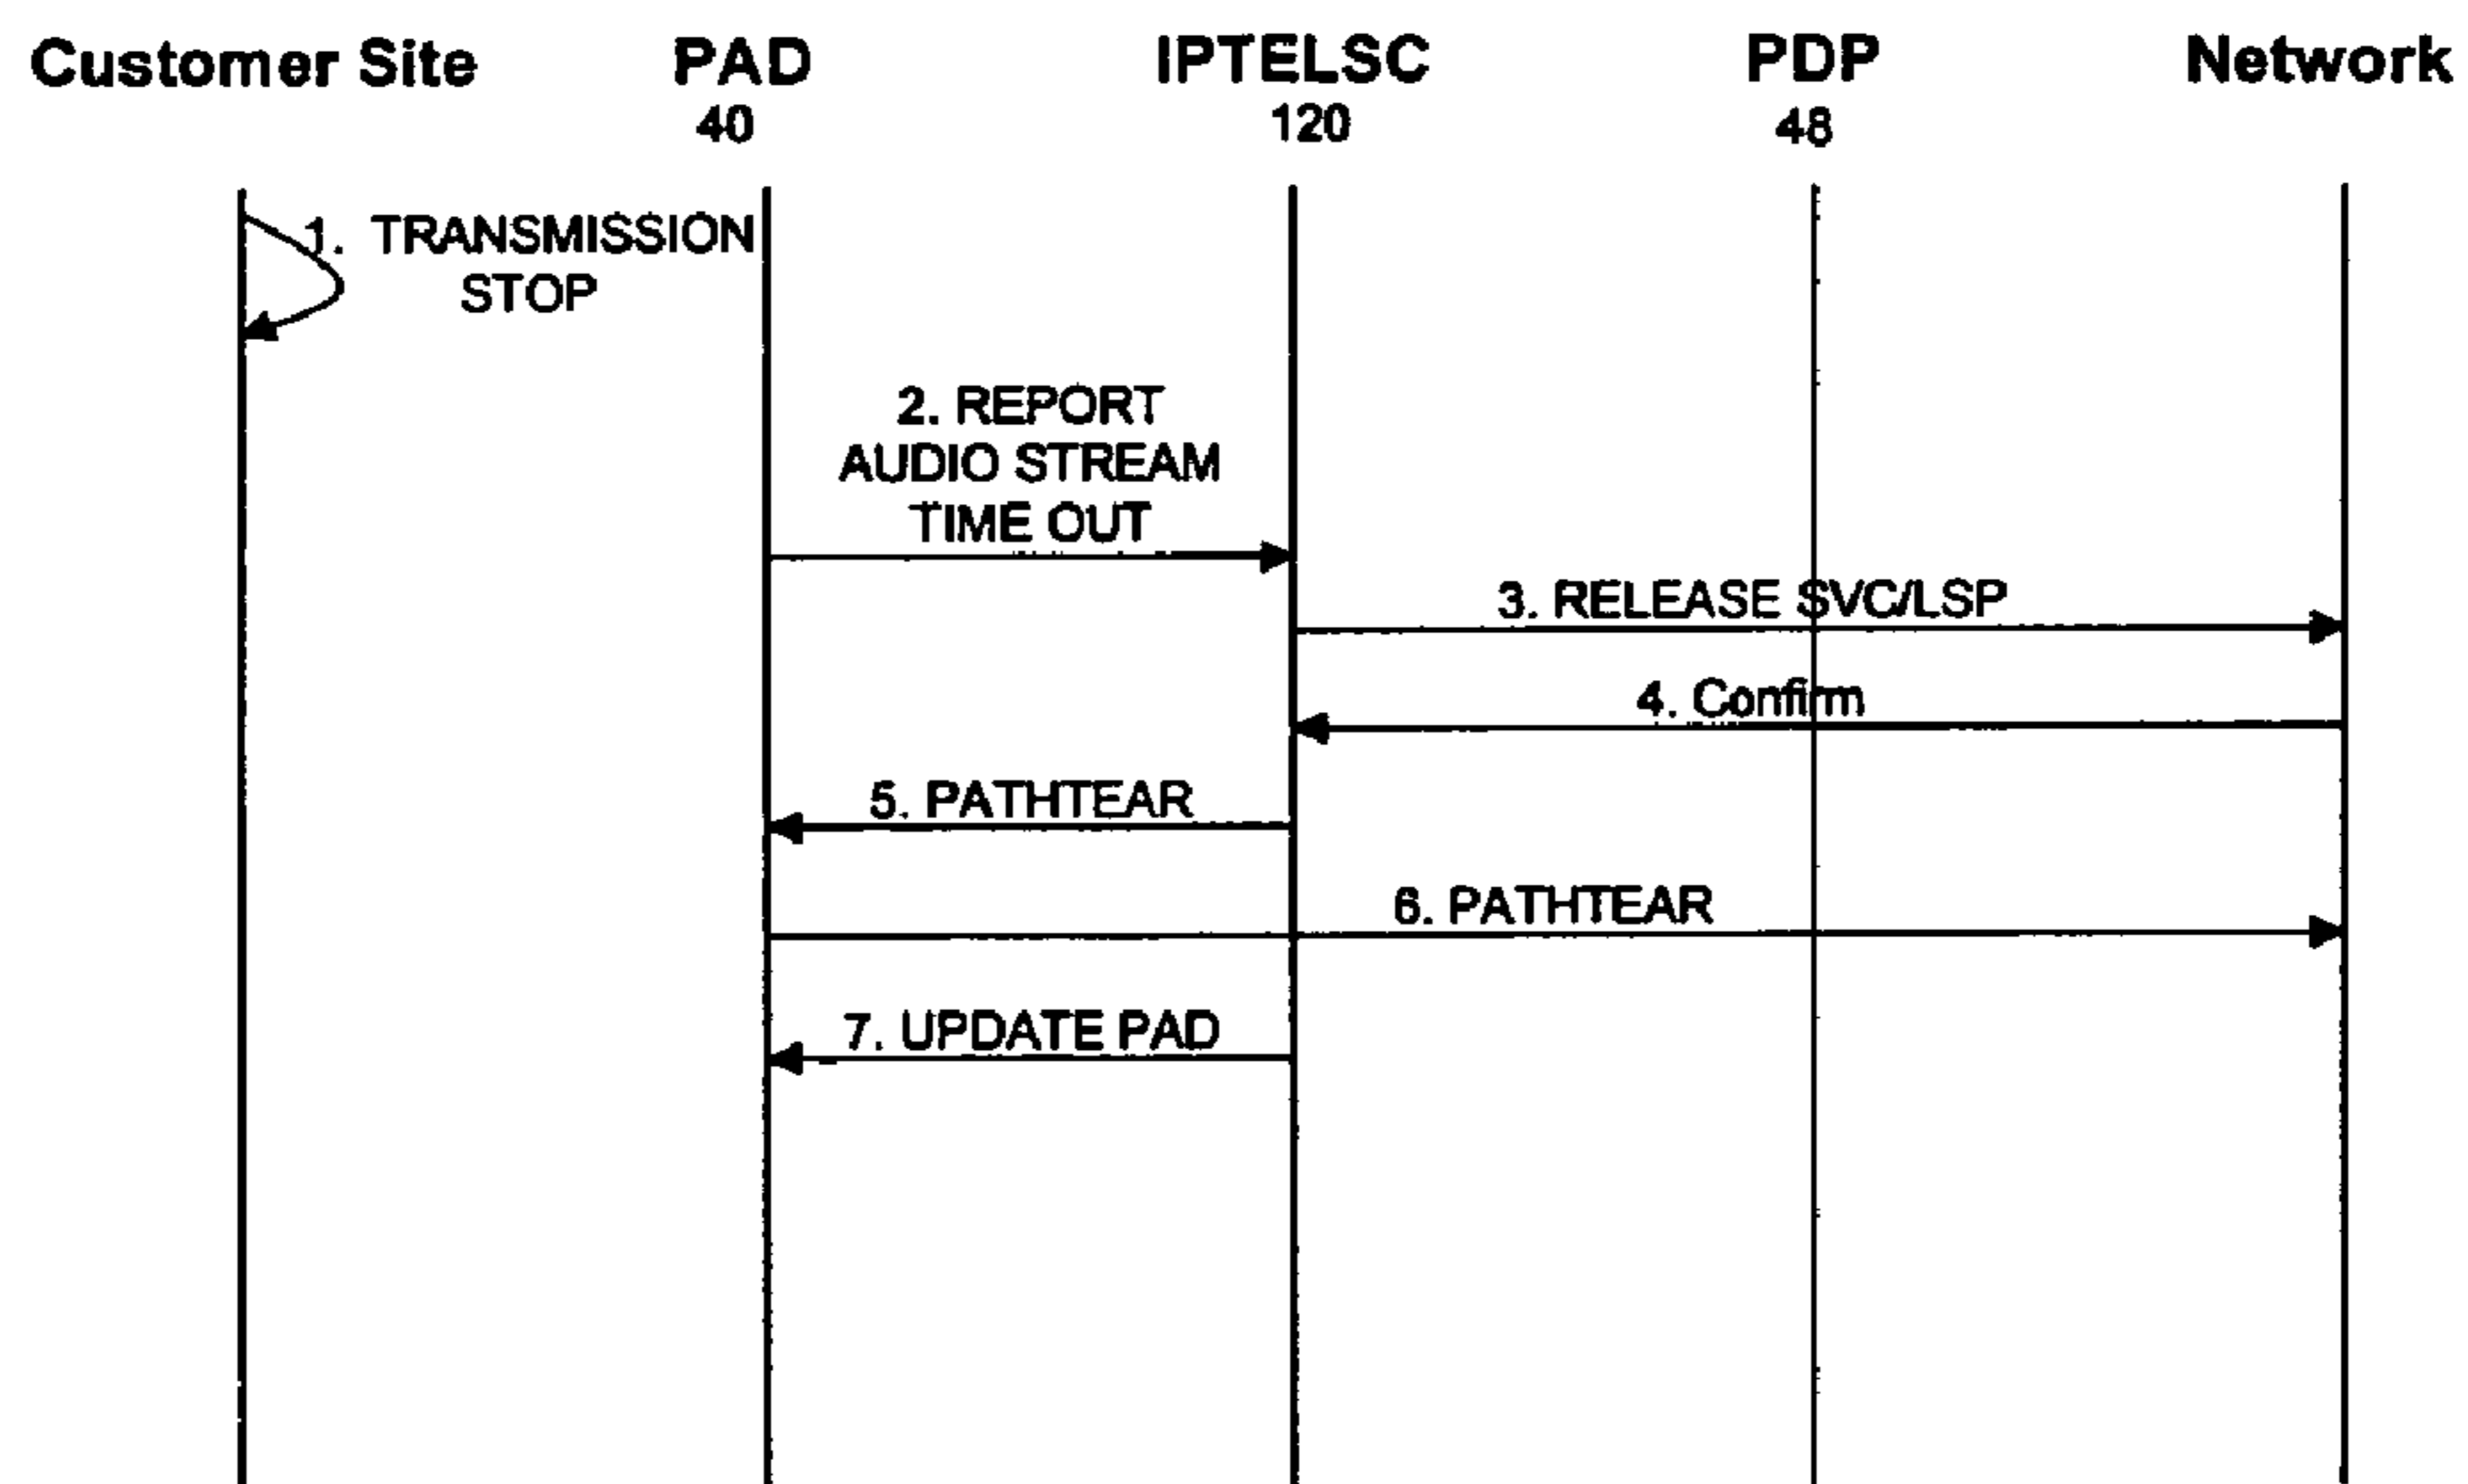 Customer Site
PAD
IPTELSC
PDP
Network
40
120
48
1. TRANSMISSION
STOP
2. REPORT
AUDIO STREAM
TIME OUT
3. RELEASE SVC/LSP
4. Confirm
5. PATHTEAR
6. PATHTEAR
7. UPDATE PAD